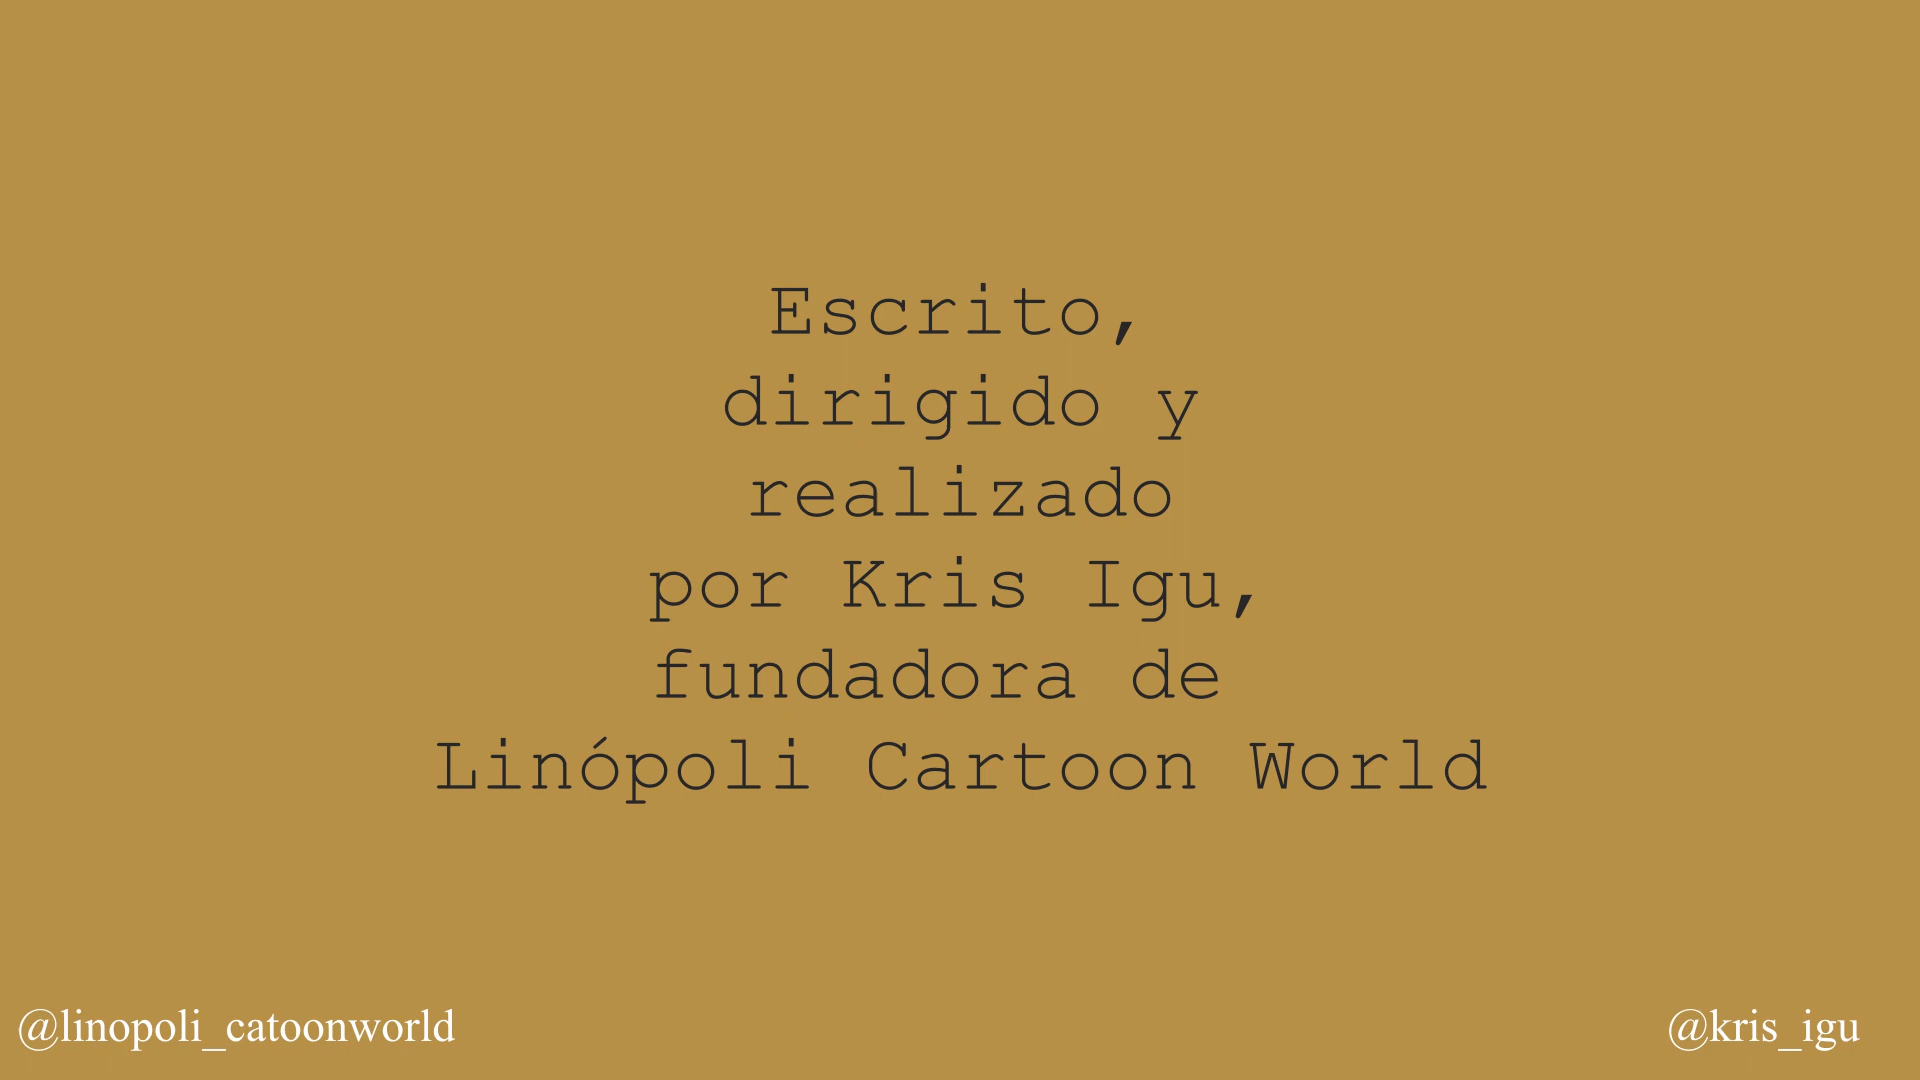 Escrito,
dirigido y
realizado
por Kris Igu,
fundadora de
Linópoli Cartoon World
@linopoli_catoonworld
@kris_igu